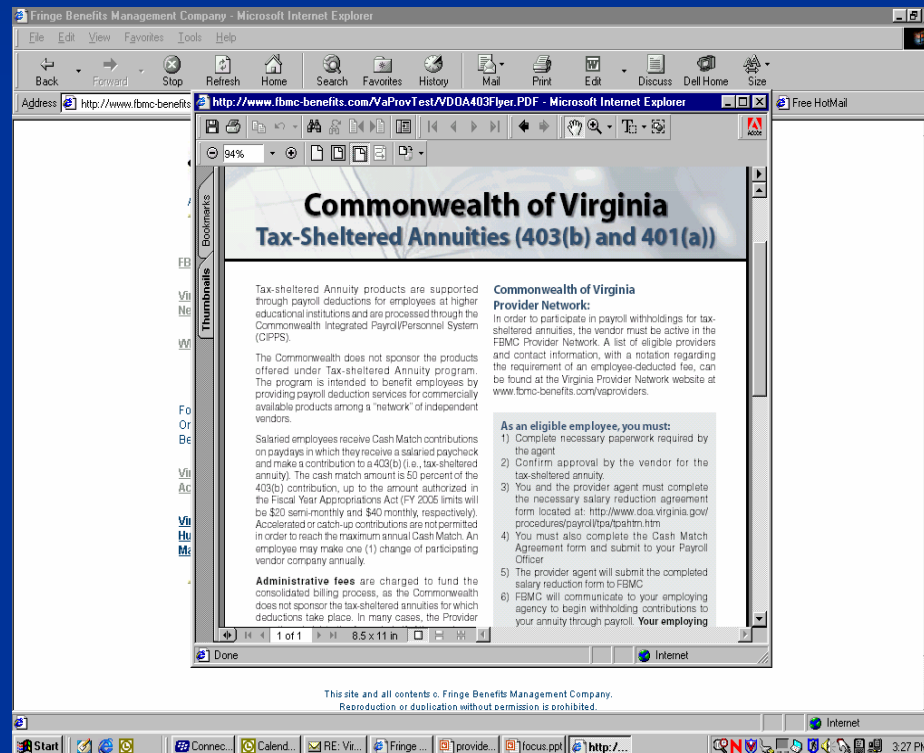 Fringe Benefits Management Company - Microsoft Internet Explorer
File Edit View Favorites Tools Help
Back Forward Stop Refresh Home Search Favorites History Mail Print Edit Discuss Dell Home Size
Address http://www.fbmc-benefits
Free HotMail
http://www.fbmc-benefits.com/VaProvTest/VDOA403Flyer.PDF - Microsoft Internet Explorer
Adobe
94%
Bookmarks
Thumbnails
Commonwealth of Virginia
Tax-Sheltered Annuities (403(b) and 401(a))
Tax-sheltered Annuity products are supported
through payroll deductions for employees at higher
educational institutions and are processed through the
Commonwealth Integrated Payroll/Personnel System
(CIPPS).
The Commonwealth does not sponsor the products
offered under Tax-sheltered Annuity program.
The program is intended to benefit employees by
providing payroll deduction services for commercially
available products among a "network" of independent
vendors.
Salaried employees receive Cash Match contributions
on paydays in which they receive a salaried paycheck
and make a contribution to a 403(b) (i.e., tax-sheltered
annuity). The cash match amount is 50 percent of the
403(b) contribution, up to the amount authorized in
the Fiscal Year Appropriations Act (FY 2005 limits will
be $20 semi-monthly and $40 monthly, respectively).
Accelerated or catch-up contributions are not permitted
in order to reach the maximum annual Cash Match. An
employee may make one (1) change of participating
vendor company annually.
Administrative fees are charged to fund the
consolidated billing process, as the Commonwealth
does not sponsor the tax-sheltered annuities for which
deductions take place. In many cases, the Provider
Commonwealth of Virginia
Provider Network:
In order to participate in payroll withholdings for tax-
sheltered annuities, the vendor must be active in the
FBMC Provider Network. A list of eligible providers
and contact information, with a notation regarding
the requirement of an employee-deducted fee, can
be found at the Virginia Provider Network website at
www.fbmc-benefits.com/vaproviders.
As an eligible employee, you must:
1) Complete necessary paperwork required by
the agent
2) Confirm approval by the vendor for the
tax-sheltered annuity.
3) You and the provider agent must complete
the necessary salary reduction agreement
form located at: http://www.doa.virginia.gov/
procedures/payroll/tpa/tpahtm.htm
4) You must also complete the Cash Match
Agreement form and submit to your Payroll
Officer
5) The provider agent will submit the completed
salary reduction form to FBMC
6) FBMC will communicate to your employing
agency to begin withholding contributions to
your annuity through payroll. Your employing
1 of 1 8.5 x 11 in
Done Internet
FB
Vir
Ne
Fo
Or
Be
Vir
Ac
Vir
Hu
Ma
This site and all contents c. Fringe Benefits Management Company.
Reproduction or duplication without permission is prohibited.
Internet
Start Connec... Calend... RE: Vir... Fringe ... provide... focus.ppt http:/... 3:27 P